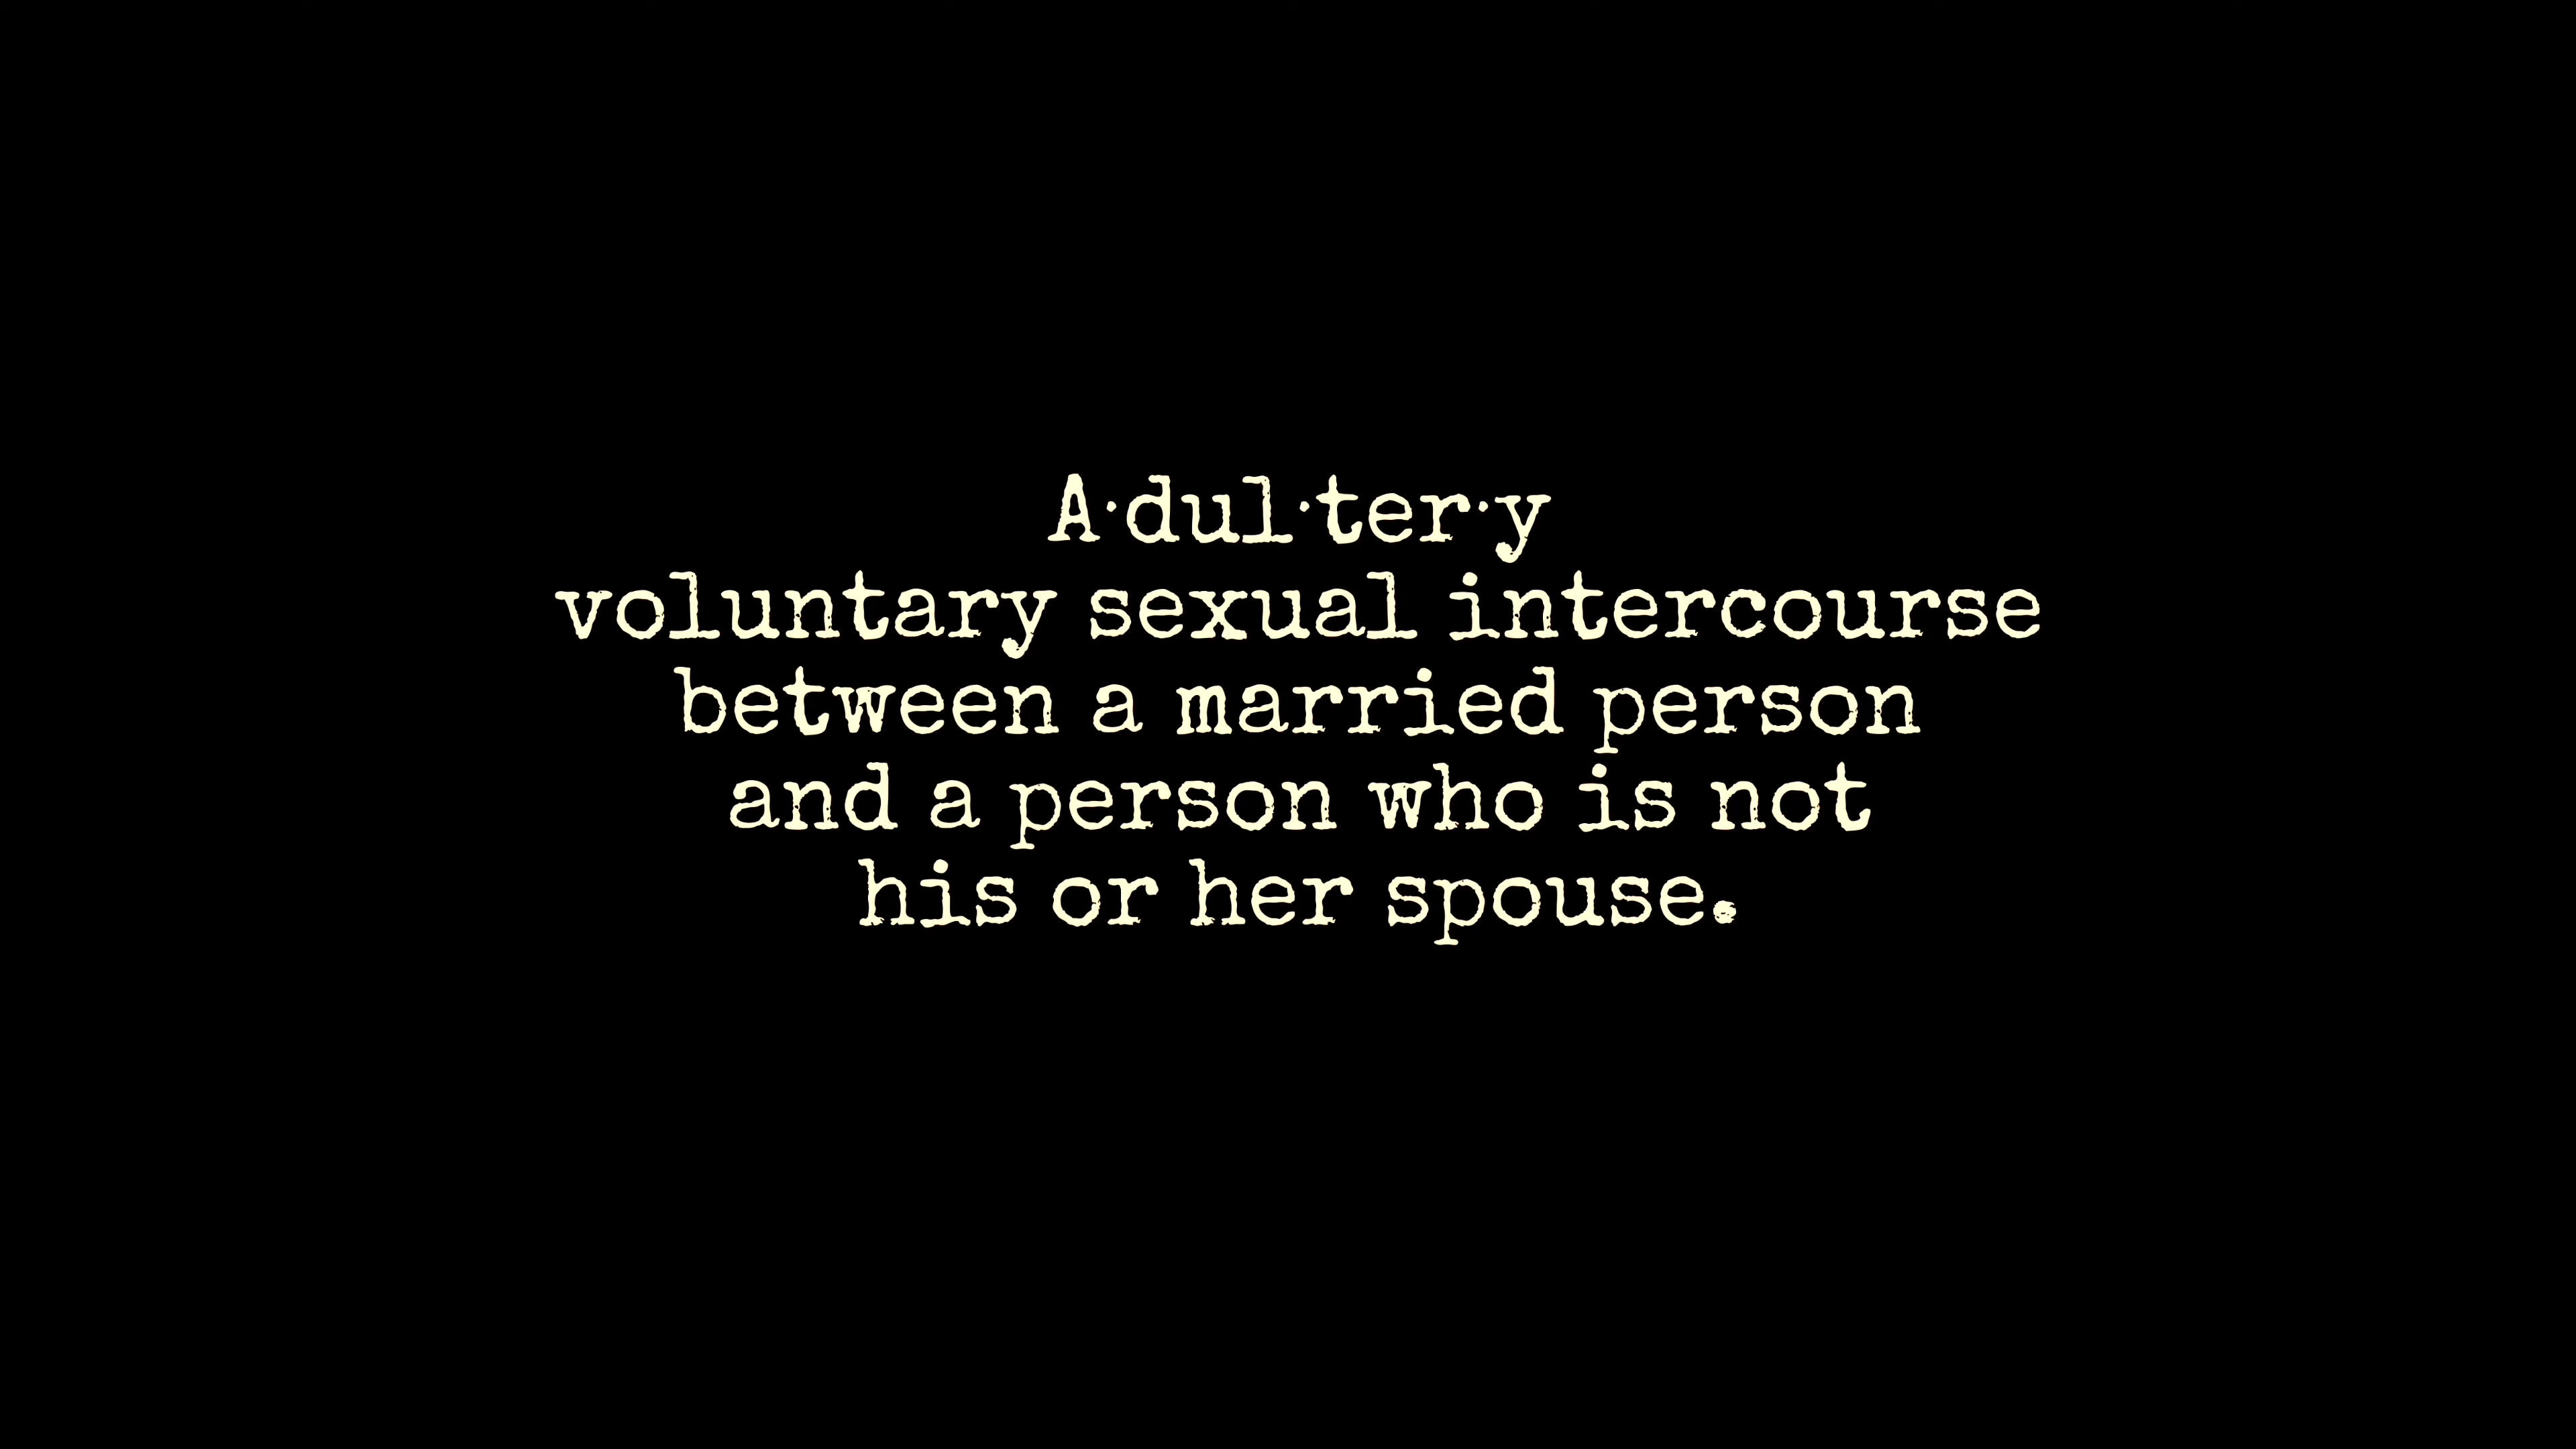 A·dul·ter·y
voluntary sexual intercourse
between a married person
and a person who is not
his or her spouse.